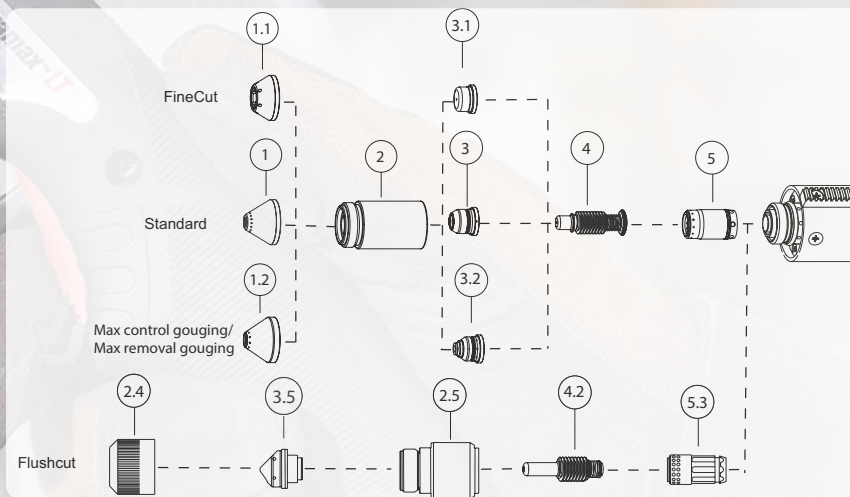 1.1
3.1
FineCut
1
2
3
4
5
Standard
1.2
3.2
Max control gouging/
Max removal gouging
2.4
3.5
2.5
4.2
5.3
Flushcut